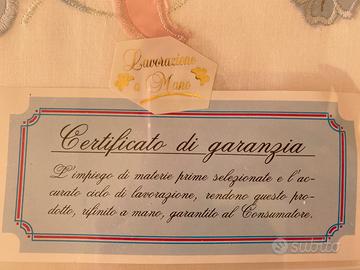 Lavorazione
a Mano
Certificato di garanzia
L'impiego di materie prime selezionate e l'ac-
curato ciclo di lavorazione, rendono questo pro-
dotto, rifinito a mano, garantito al Consumatore.
subito